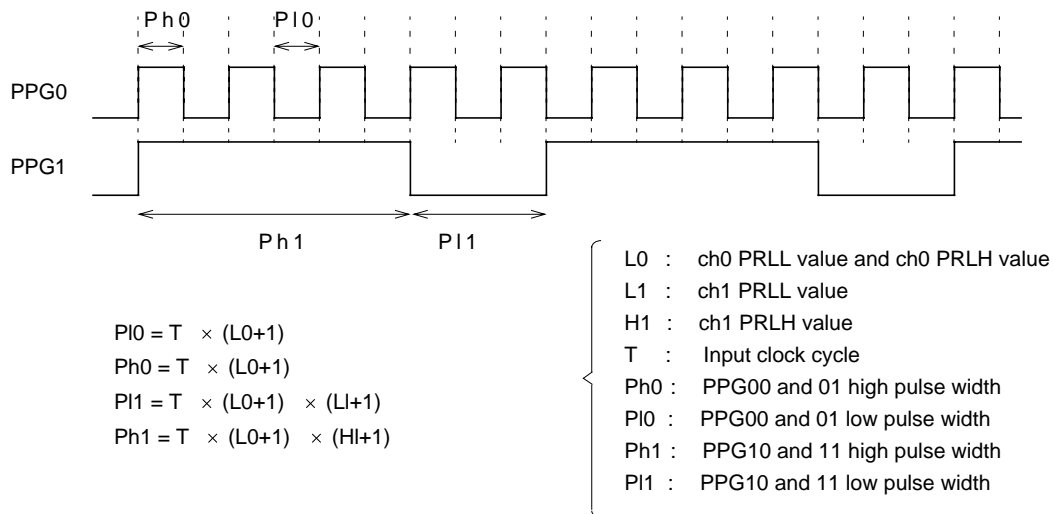 Ph0 Pl0
PPG0
PPG1
Ph1 Pl1
Pl0 = T × (L0+1)
Ph0 = T × (L0+1)
Pl1 = T × (L0+1) × (Ll+1)
Ph1 = T × (L0+1) × (Hl+1)
L0 : ch0 PRLL value and ch0 PRLH value
L1 : ch1 PRLL value
H1 : ch1 PRLH value
T : Input clock cycle
Ph0 : PPG00 and 01 high pulse width
Pl0 : PPG00 and 01 low pulse width
Ph1 : PPG10 and 11 high pulse width
Pl1 : PPG10 and 11 low pulse width